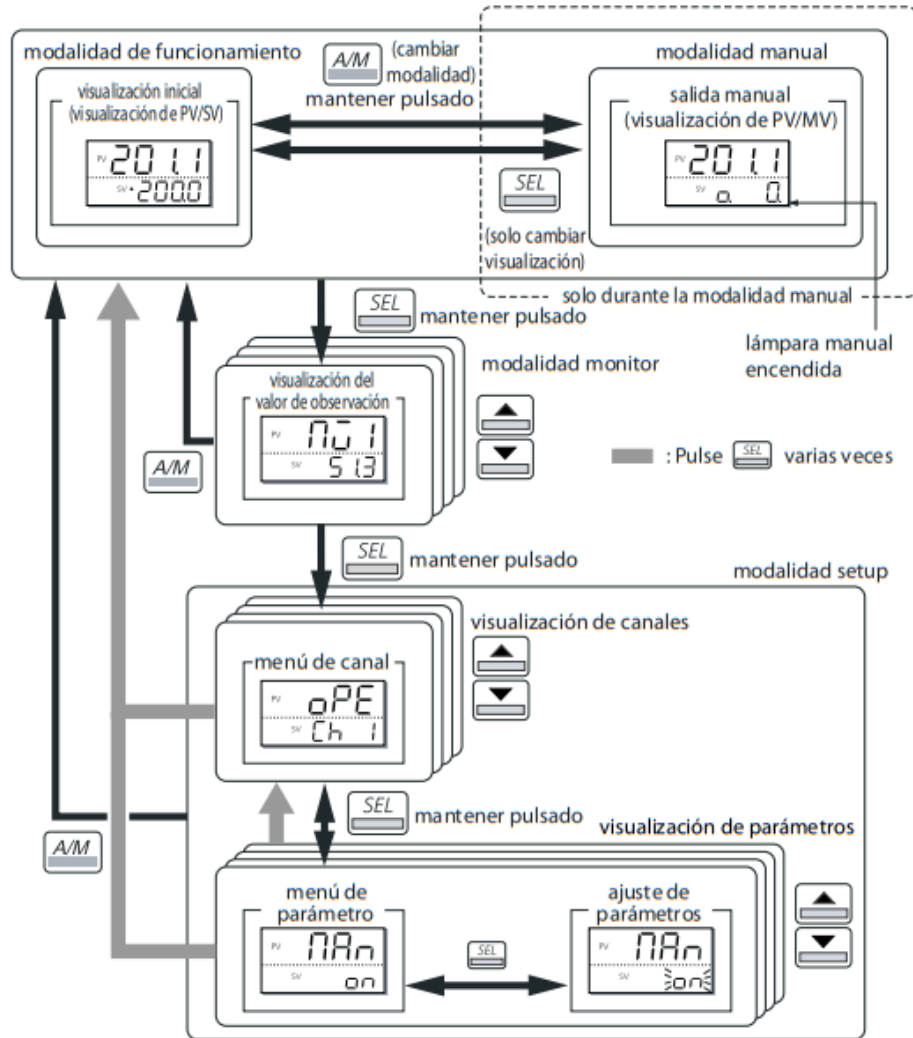 modalidad de funcionamiento
A/M
(cambiar
modalidad)
mantener pulsado
modalidad manual
visualización inicial
(visualización de PV/SV)
PV 201.1
SV 200.0
salida manual
(visualización de PV/MV)
PV 201.1
SV o. 0.
SEL
(solo cambiar
visualización)
solo durante la modalidad manual
lámpara manual
encendida
SEL
mantener pulsado
modalidad monitor
visualización del
valor de observación
PV
SV 51.3
A/M
: Pulse SEL varias veces
SEL
mantener pulsado
modalidad setup
visualización de canales
menú de canal
PV oPE
SV Ch 1
SEL
mantener pulsado
A/M
visualización de parámetros
menú de
parámetro
PV MAn
SV on
SEL
ajuste de
parámetros
PV MAn
SV on